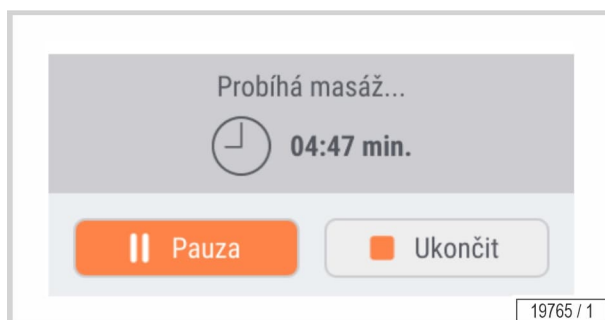 Probíhá masáž...
04:47 min.
Pauza
Ukončit
19765 / 1